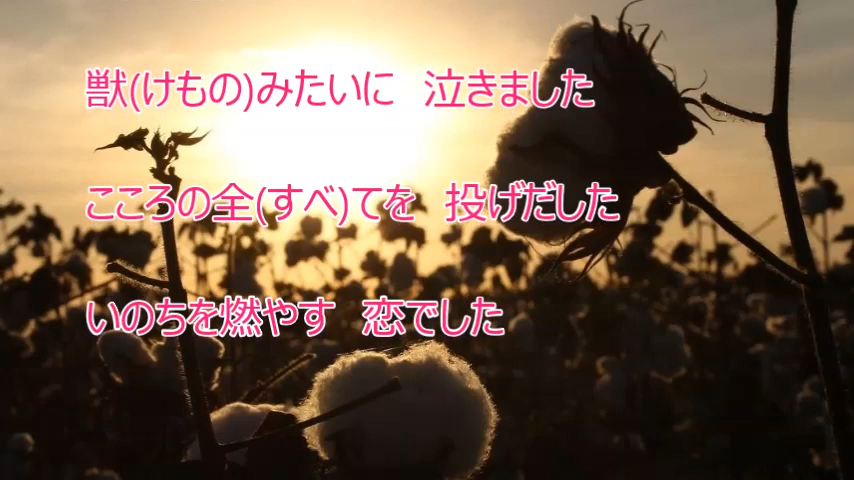 獣(けもの)みたいに　泣きました
こころの全(すべ)てを　投げだした
いのちを燃やす　恋でした